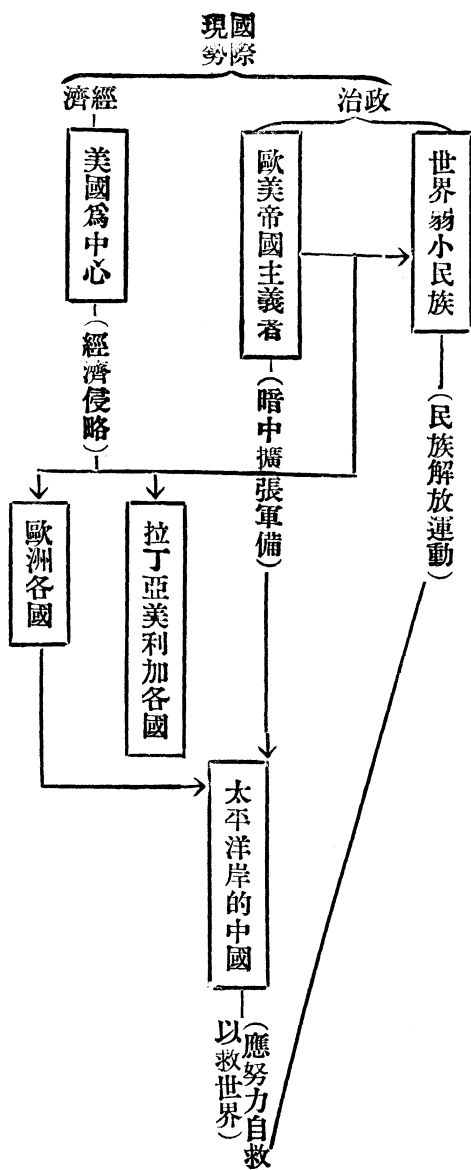 國際
現勢
政治
世界弱小民族
（民族解放運動）
歐美帝國主義者
（暗中擴張軍備）
經濟
美國爲中心
（經濟侵略）
拉丁亞美利加各國
歐洲各國
太平洋岸的中國
（應努力自救
以救世界）